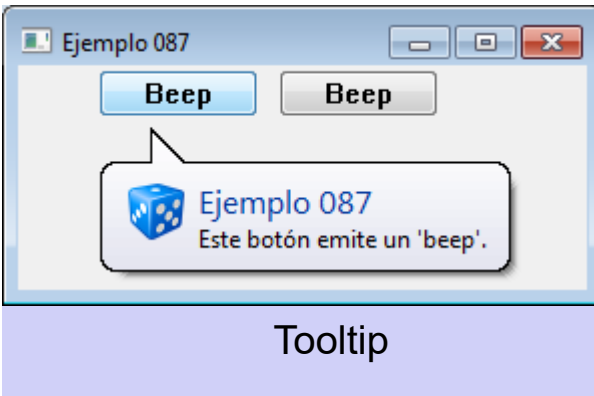 Ejemplo 087
Beep Beep
Ejemplo 087
Este botón emite un 'beep'.
Tooltip